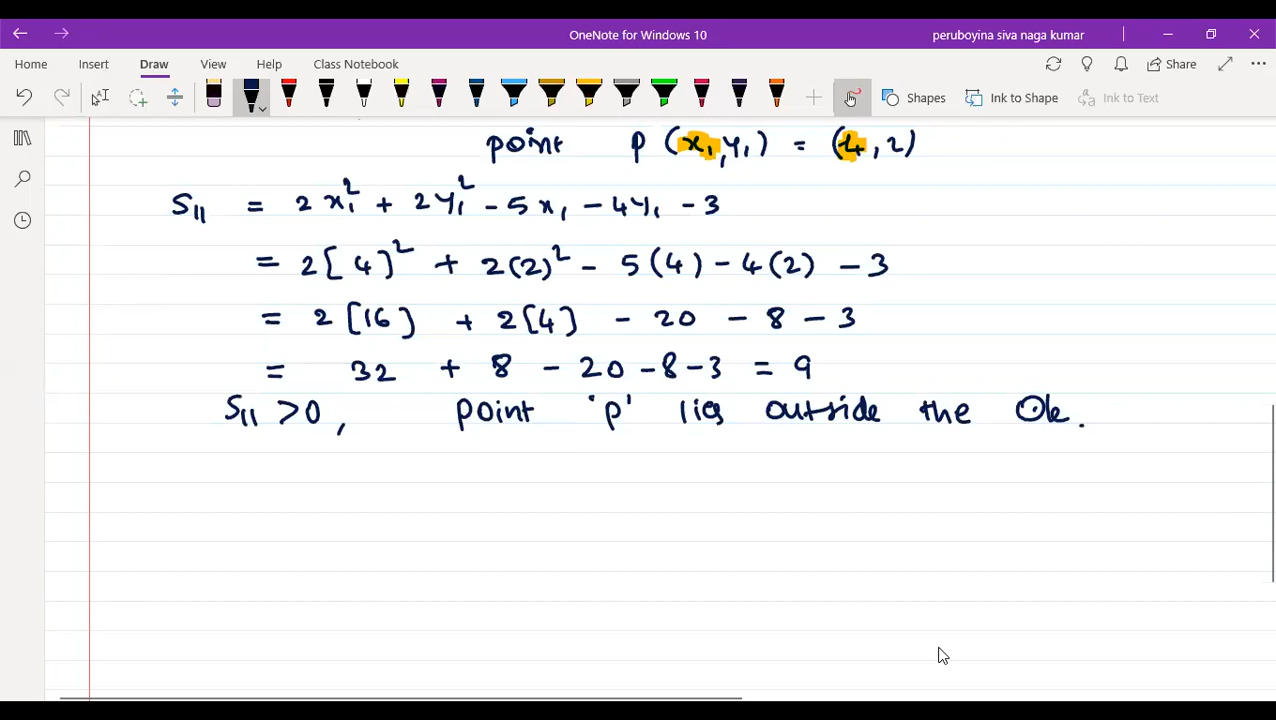 OneNote for Windows 10
peruboyina siva naga kumar
Home Insert Draw View Help Class Notebook Share
Shapes Ink to Shape Ink to Text
point P (x₁,y₁) = (4,2)
S₁₁ = 2x₁² + 2y₁² - 5x₁ - 4y₁ - 3
= 2[4]² + 2(2)² - 5(4) - 4(2) - 3
= 2[16] + 2[4] - 20 - 8 - 3
= 32 + 8 - 20 - 8 - 3 = 9
S₁₁ > 0, point 'p' lies outside the Ole.